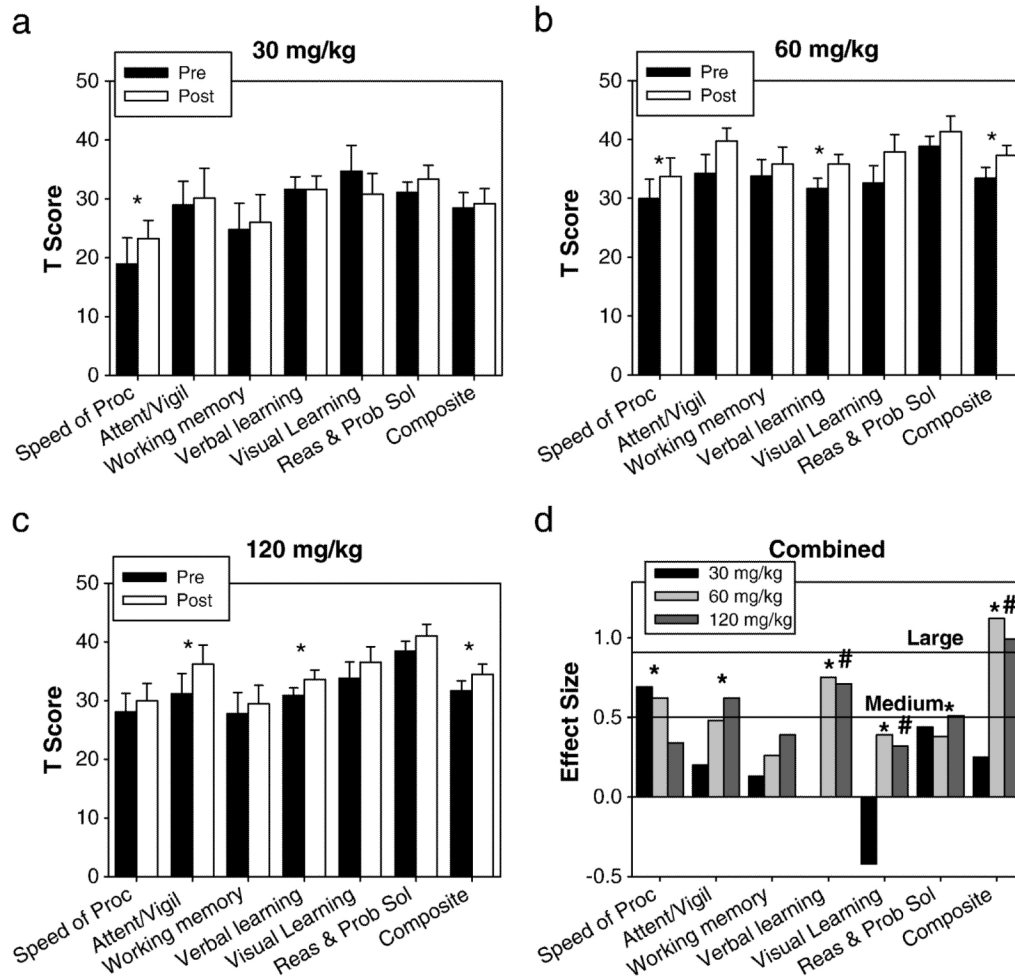 a
30 mg/kg
Pre
Post
T Score
50
40
30
20
10
0
*
Speed of Proc
Attent/Vigil
Working memory
Verbal learning
Visual Learning
Reas & Prob Sol
Composite
b
60 mg/kg
Pre
Post
T Score
50
40
30
20
10
0
* * *
Speed of Proc
Attent/Vigil
Working memory
Verbal learning
Visual Learning
Reas & Prob Sol
Composite
c
120 mg/kg
Pre
Post
T Score
50
40
30
20
10
0
* * *
Speed of Proc
Attent/Vigil
Working memory
Verbal learning
Visual Learning
Reas & Prob Sol
Composite
d
Combined
30 mg/kg
60 mg/kg
120 mg/kg
Effect Size
1.0
0.5
0.0
-0.5
* #
Large
* * * #
Medium *
* #
Speed of Proc
Attent/Vigil
Working memory
Verbal learning
Visual Learning
Reas & Prob Sol
Composite